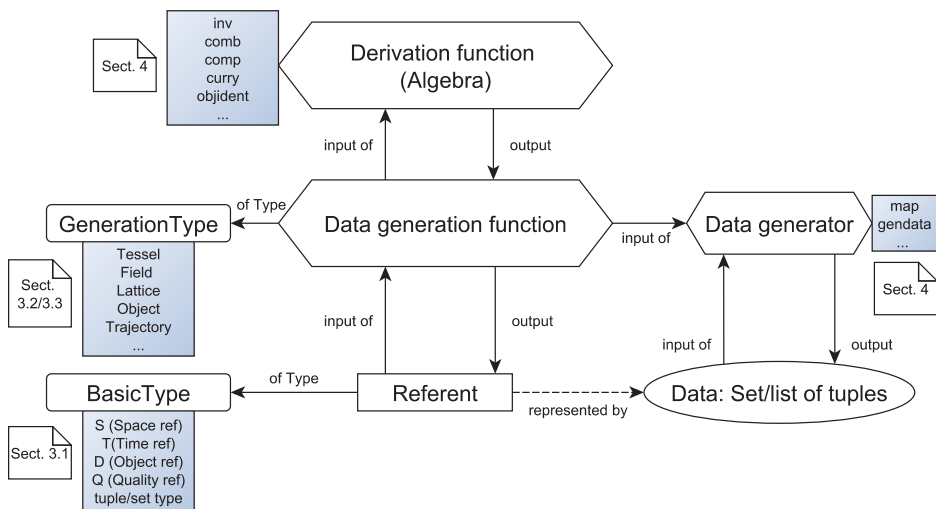 inv
comb
comp
curry
objident
...
Sect. 4
Derivation function
(Algebra)
input of
output
of Type
GenerationType
Tessel
Field
Lattice
Object
Trajectory
...
Sect.
3.2/3.3
Data generation function
input of
Data generator
map
gendata
...
Sect. 4
input of
output
input of
output
of Type
BasicType
S (Space ref)
T(Time ref)
D (Object ref)
Q (Quality ref)
tuple/set type
Sect. 3.1
Referent
represented by
Data: Set/list of tuples